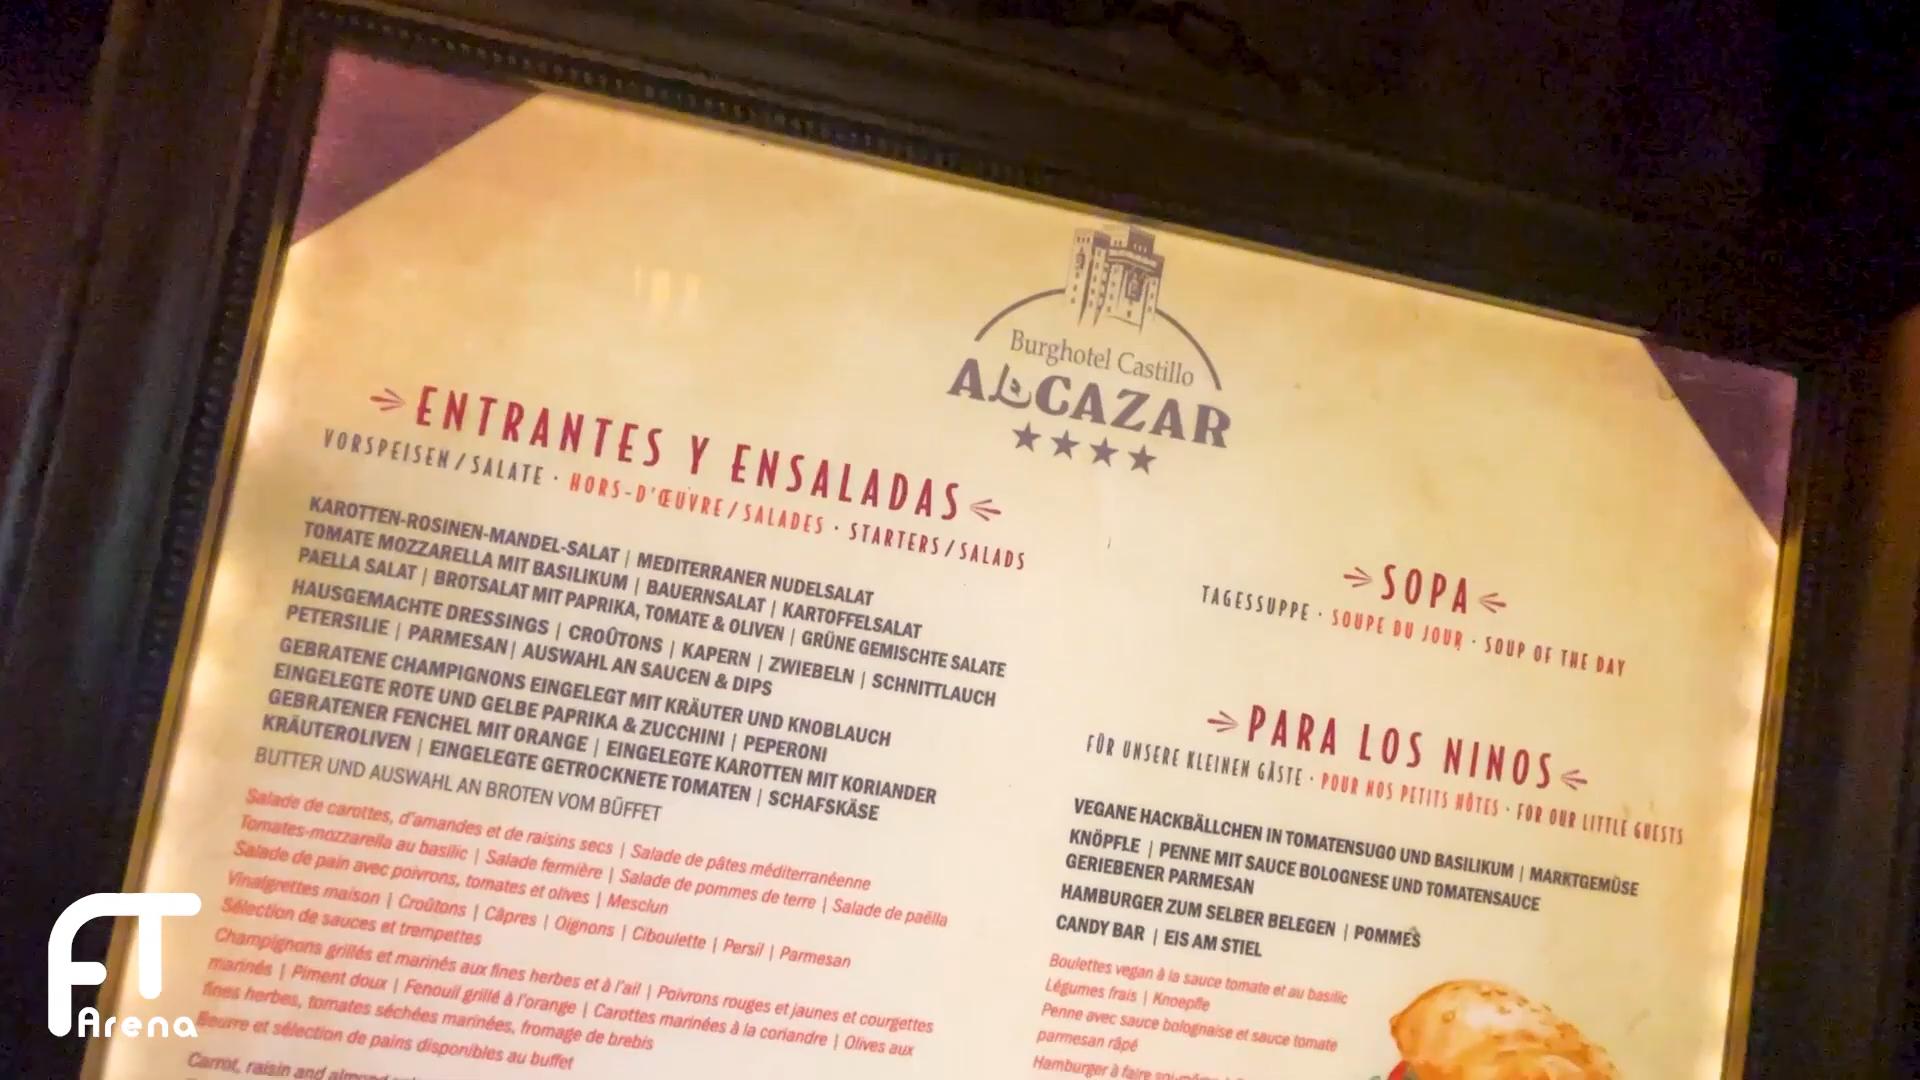 Burghotel Castillo
ALCAZAR
ENTRANTES Y ENSALADAS
VORSPEISEN/SALATE · HORS-D'ŒUVRE/SALADES · STARTERS/SALADS
KAROTTEN-ROSINEN-MANDEL-SALAT | MEDITERRANER NUDELSALAT
TOMATE MOZZARELLA MIT BASILIKUM | BAUERNSALAT | KARTOFFELSALAT
PAELLA SALAT | BROTSALAT MIT PAPRIKA, TOMATE & OLIVEN | GRÜNE GEMISCHTE SALATE
HAUSGEMACHTE DRESSINGS | CROÛTONS | KAPERN | ZWIEBELN | SCHNITTLAUCH
PETERSILIE | PARMESAN | AUSWAHL AN SAUCEN & DIPS
GEBRATENE CHAMPIGNONS EINGELEGT MIT KRÄUTER UND KNOBLAUCH
EINGELEGTE ROTE UND GELBE PAPRIKA & ZUCCHINI | PEPERONI
GEBRATENER FENCHEL MIT ORANGE | EINGELEGTE KAROTTEN MIT KORIANDER
KRÄUTEROLIVEN | EINGELEGTE GETROCKNETE TOMATEN | SCHAFSKÄSE
BUTTER UND AUSWAHL AN BROTEN VOM BÜFFET
Salade de carottes, d'amandes et de raisins secs | Salade de pâtes méditerranéenne
Tomates-mozzarella au basilic | Salade fermière | Salade de pommes de terre | Salade de paëlla
Salade de pain avec poivrons, tomates et olives | Mesclun
Vinaigrettes maison | Croûtons | Câpres | Oignons | Ciboulette | Persil | Parmesan
Sélection de sauces et trempettes
Champignons grillés et marinés aux fines herbes et à l'ail | Poivrons rouges et jaunes et courgettes
marinés | Piment doux | Fenouil grillé à l'orange | Carottes marinées à la coriandre | Olives aux
fines herbes, tomates séchées marinées, fromage de brebis
Beurre et sélection de pains disponibles au buffet
Carrot, raisin and almond
SOPA
TAGESSUPPE · SOUPE DU JOUR · SOUP OF THE DAY
PARA LOS NINOS
FÜR UNSERE KLEINEN GÄSTE · POUR NOS PETITS HÔTES · FOR OUR LITTLE GUESTS
VEGANE HACKBÄLLCHEN IN TOMATENSUGO UND BASILIKUM | MARKTGEMÜSE
KNÖPFLE | PENNE MIT SAUCE BOLOGNESE UND TOMATENSAUCE
GERIEBENER PARMESAN
HAMBURGER ZUM SELBER BELEGEN | POMMES
CANDY BAR | EIS AM STIEL
Boulettes vegan à la sauce tomate et au basilic
Légumes frais | Knoepfle
Penne avec sauce bolognaise et sauce tomate
parmesan râpé
Hamburger à faire
FT
Arena